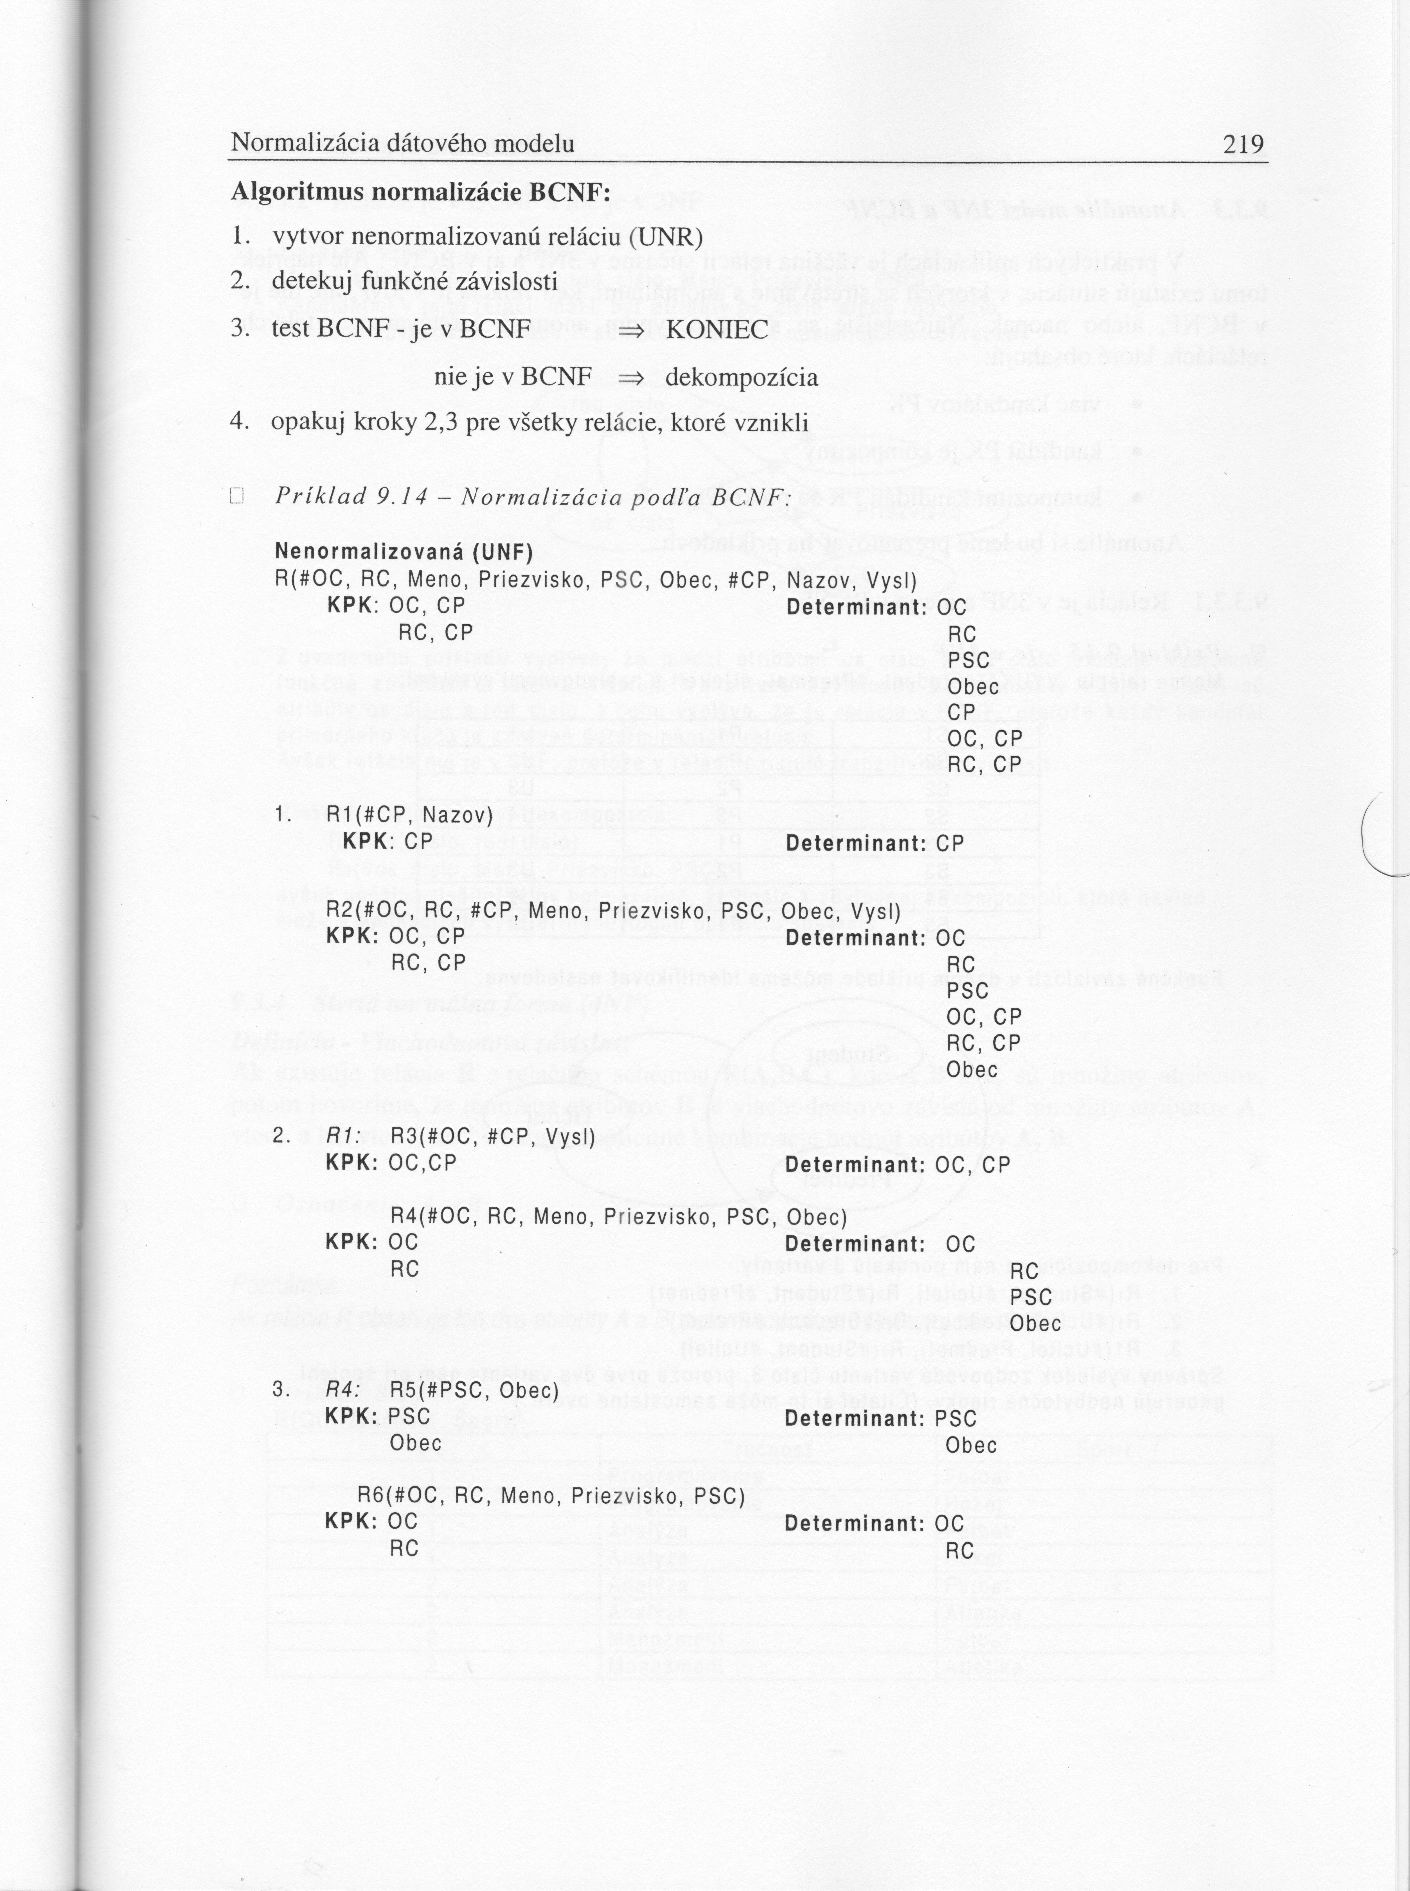 Normalizácia dátového modelu 219
Algoritmus normalizácie BCNF:
1. vytvor nenormalizovanú reláciu (UNR)
2. detekuj funkčné závislosti
3. test BCNF - je v BCNF ⇒ KONIEC
nie je v BCNF ⇒ dekompozícia
4. opakuj kroky 2,3 pre všetky relácie, ktoré vznikli
□ Príklad 9.14 – Normalizácia podľa BCNF:
Nenormalizovaná (UNF)
R(#OC, RC, Meno, Priezvisko, PSC, Obec, #CP, Nazov, Vysl)
KPK: OC, CP Determinant: OC
RC, CP RC
PSC
Obec
CP
OC, CP
RC, CP
1. R1(#CP, Nazov)
KPK: CP Determinant: CP
R2(#OC, RC, #CP, Meno, Priezvisko, PSC, Obec, Vysl)
KPK: OC, CP Determinant: OC
RC, CP RC
PSC
OC, CP
RC, CP
Obec
2. R1: R3(#OC, #CP, Vysl)
KPK: OC,CP Determinant: OC, CP
R4(#OC, RC, Meno, Priezvisko, PSC, Obec)
KPK: OC Determinant: OC
RC RC
PSC
Obec
3. R4: R5(#PSC, Obec)
KPK: PSC Determinant: PSC
Obec Obec
R6(#OC, RC, Meno, Priezvisko, PSC)
KPK: OC Determinant: OC
RC RC